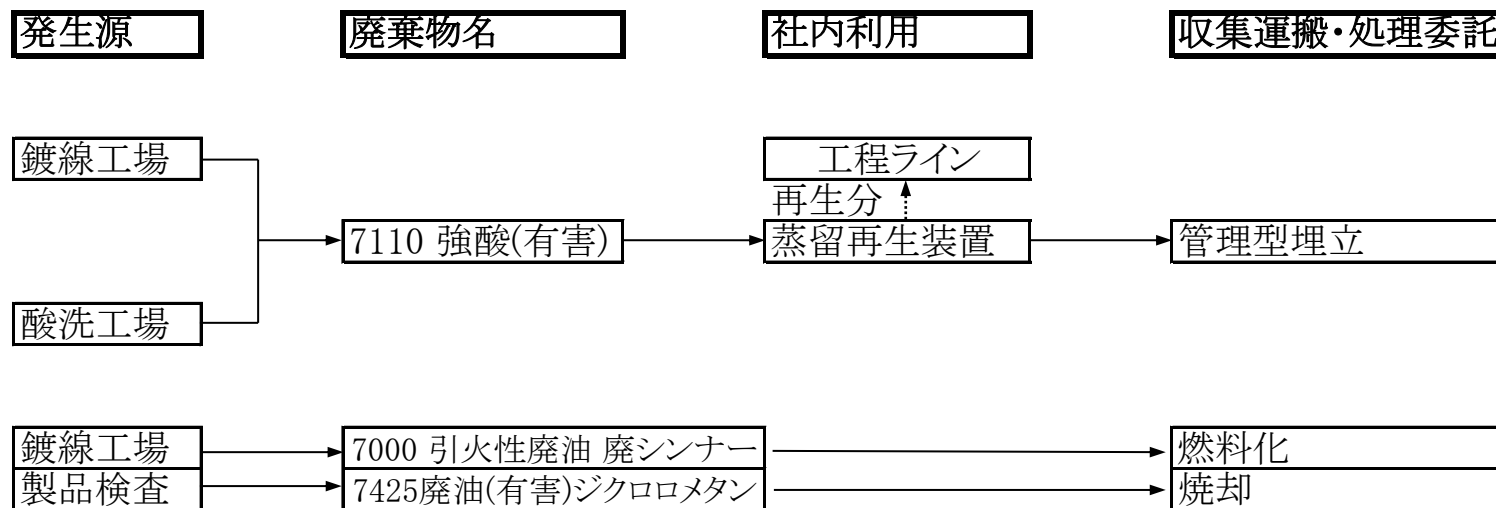 発生源 廃棄物名 社内利用 収集運搬・処理委託
鍍線工場 工程ライン
再生分
7110 強酸(有害) 蒸留再生装置 管理型埋立
酸洗工場
鍍線工場 7000 引火性廃油 廃シンナー 燃料化
製品検査 7425廃油(有害)ジクロロメタン 焼却